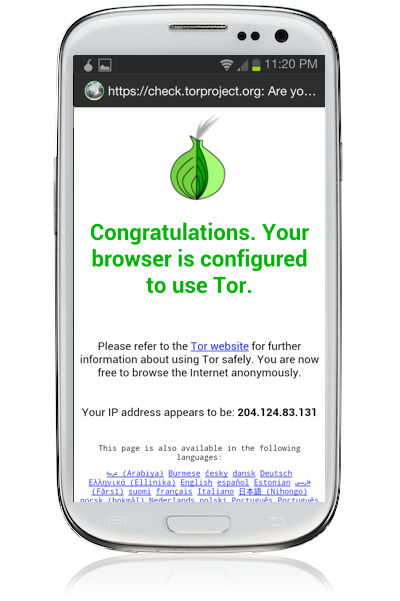 11:20 PM
https://check.torproject.org: Are yo…
Congratulations. Your
browser is configured
to use Tor.
Please refer to the Tor website for further
information about using Tor safely. You are now
free to browse the Internet anonymously.
Your IP address appears to be: 204.124.83.131
This page is also available in the following
languages:
عربية (Arabiya) Burmese česky dansk Deutsch
Ελληνικά (Ellinika) English español Estonian فارسی
(Fārsī) suomi français Italiano 日本語 (Nihongo)
norsk (bokmål) Nederlands polski Português Português